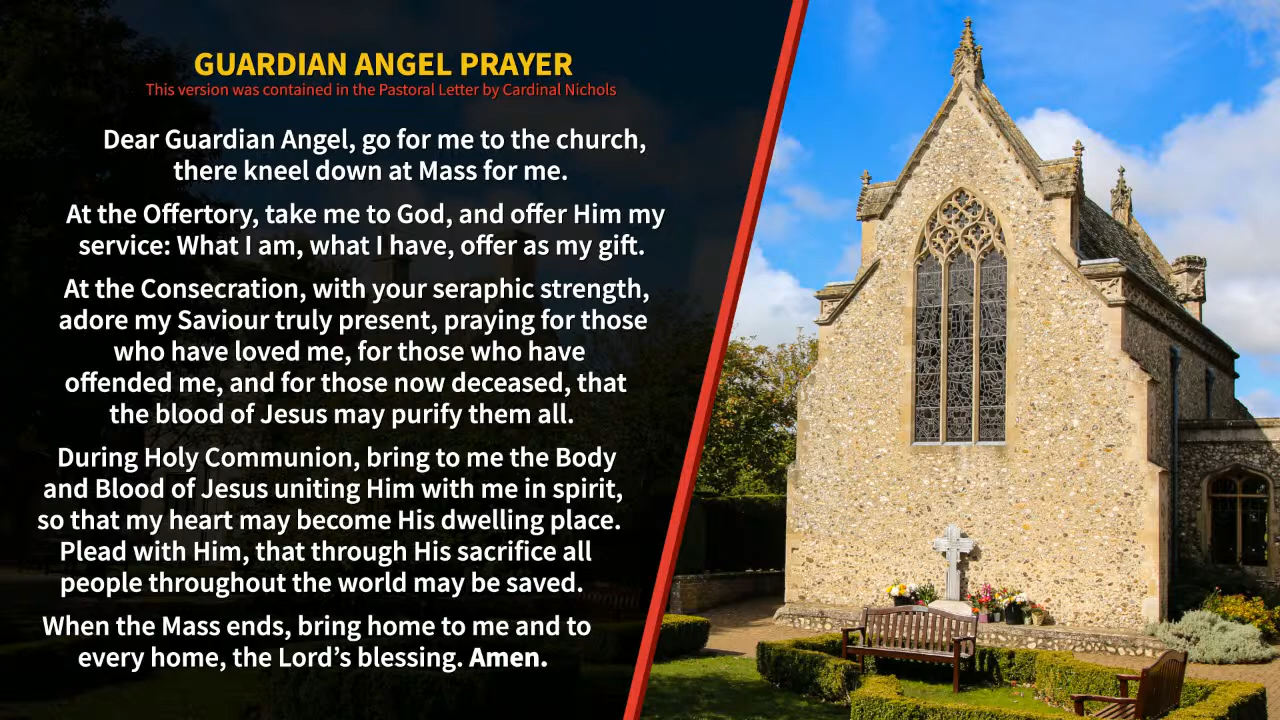 GUARDIAN ANGEL PRAYER
This version was contained in the Pastoral Letter by Cardinal Nichols
Dear Guardian Angel, go for me to the church,
there kneel down at Mass for me.
At the Offertory, take me to God, and offer Him my
service: What I am, what I have, offer as my gift.
At the Consecration, with your seraphic strength,
adore my Saviour truly present, praying for those
who have loved me, for those who have
offended me, and for those now deceased, that
the blood of Jesus may purify them all.
During Holy Communion, bring to me the Body
and Blood of Jesus uniting Him with me in spirit,
so that my heart may become His dwelling place.
Plead with Him, that through His sacrifice all
people throughout the world may be saved.
When the Mass ends, bring home to me and to
every home, the Lord’s blessing. Amen.